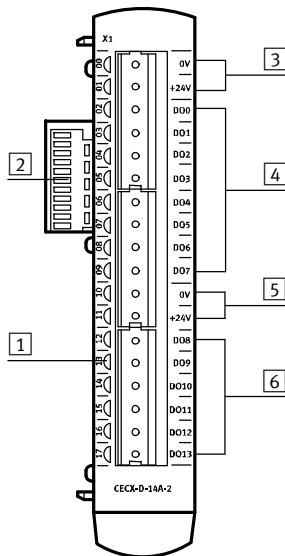 X1
00 0V
01 +24V
3
02 DO0
03 DO1
2
04 DO2
05 DO3
4
06 DO4
07 DO5
08 DO6
09 DO7
10 0V
5
11 +24V
1
12 DO8
13 DO9
14 DO10
6
15 DO11
16 DO12
17 DO13
CECX-D-14A-2